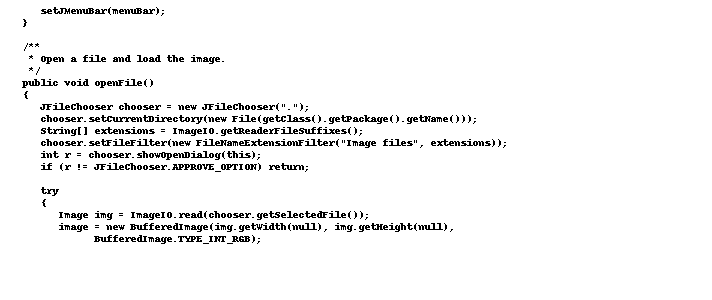 setJMenuBar(menuBar);
}
/**
* Open a file and load the image.
*/
public void openFile()
{
JFileChooser chooser = new JFileChooser(".");
chooser.setCurrentDirectory(new File(getClass().getPackage().getName()));
String[] extensions = ImageIO.getReaderFileSuffixes();
chooser.setFileFilter(new FileNameExtensionFilter("Image files", extensions));
int r = chooser.showOpenDialog(this);
if (r != JFileChooser.APPROVE_OPTION) return;
try
{
Image img = ImageIO.read(chooser.getSelectedFile());
image = new BufferedImage(img.getWidth(null), img.getHeight(null),
BufferedImage.TYPE_INT_RGB);